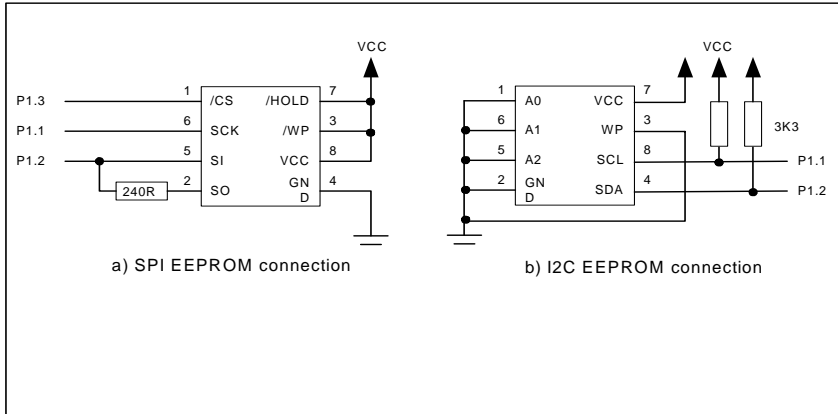 VCC
P1.3 1 /CS /HOLD 7
P1.1 6 SCK /WP 3
P1.2 5 SI VCC 8
240R 2 SO GN
D 4
a) SPI EEPROM connection
VCC
1 A0 VCC 7
6 A1 WP 3
3K3
5 A2 SCL 8 P1.1
2 GN
D SDA 4 P1.2
b) I2C EEPROM connection